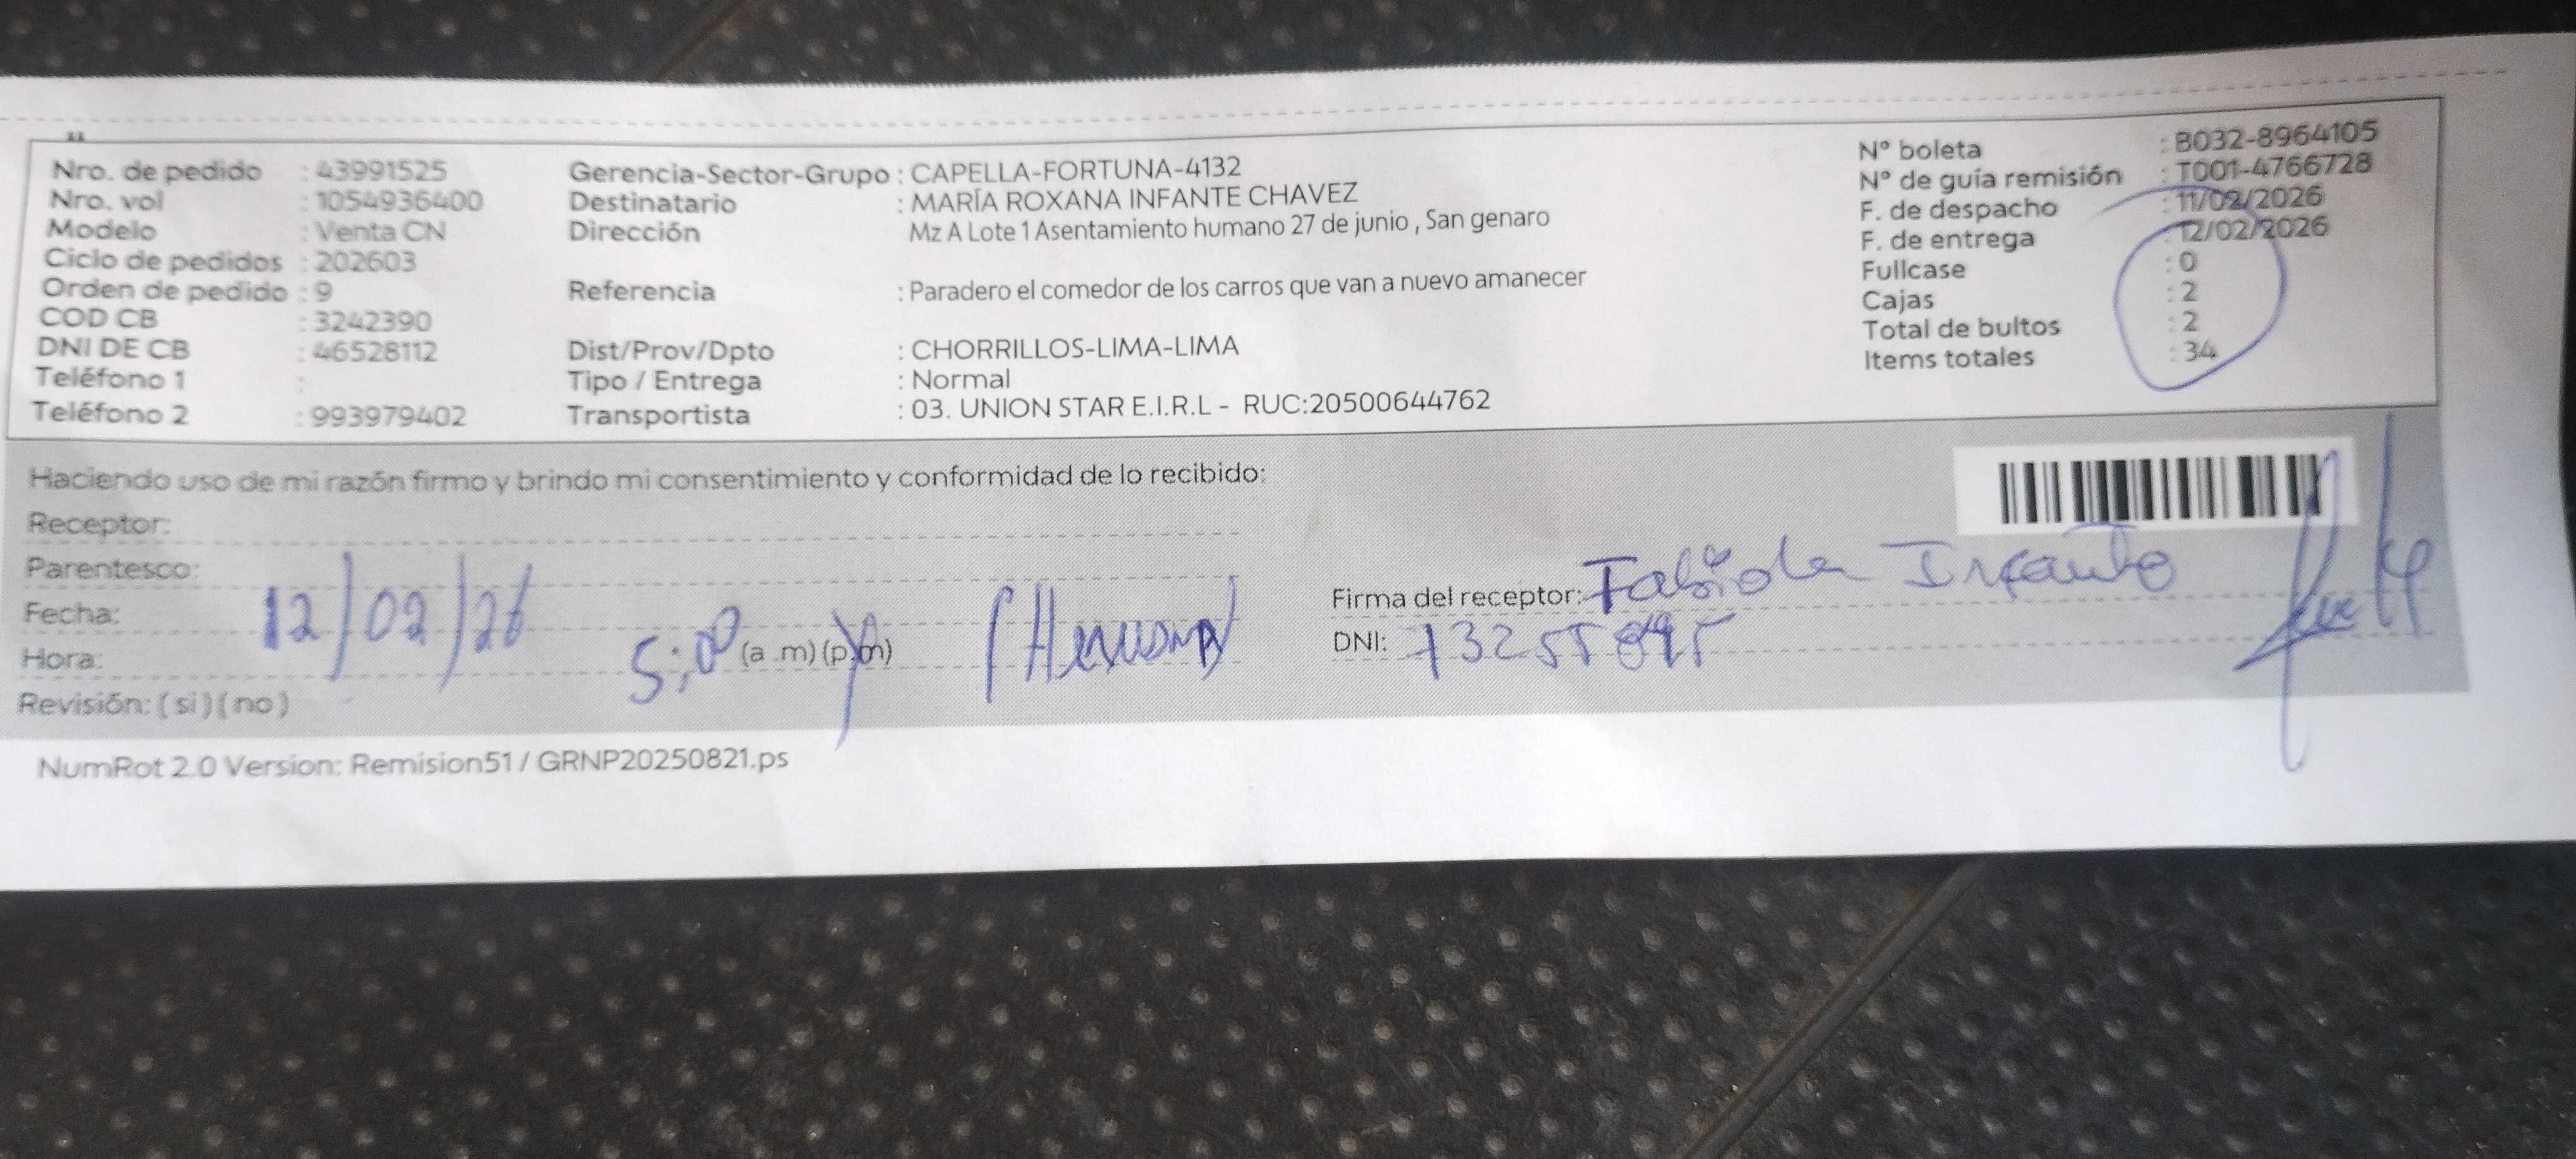 Nro. de pedido : 43991525
Nro. vol : 1054936400
Modelo : Venta CN
Ciclo de pedidos : 202603
Orden de pedido : 9
COD CB : 3242390
DNI DE CB : 46528112
Teléfono 1 :
Teléfono 2 : 993979402
Gerencia-Sector-Grupo : CAPELLA-FORTUNA-4132
Destinatario : MARÍA ROXANA INFANTE CHAVEZ
Dirección Mz A Lote 1 Asentamiento humano 27 de junio , San genaro
Referencia : Paradero el comedor de los carros que van a nuevo amanecer
Dist/Prov/Dpto : CHORRILLOS-LIMA-LIMA
Tipo / Entrega : Normal
Transportista : 03. UNION STAR E.I.R.L - RUC:20500644762
N° boleta : B032-8964105
N° de guía remisión : T001-4766728
F. de despacho : 11/02/2026
F. de entrega : 12/02/2026
Fullcase : 0
Cajas : 2
Total de bultos : 2
Items totales : 34
Haciendo uso de mi razón firmo y brindo mi consentimiento y conformidad de lo recibido:
Receptor:
Parentesco:
Fecha: 12/02/26
Hora: 5:00 (a .m) (p.m)
Revisión: ( si ) ( no )
Firma del receptor: Fabiola Infante
DNI:
NumRot 2.0 Version: Remision51 / GRNP20250821.ps